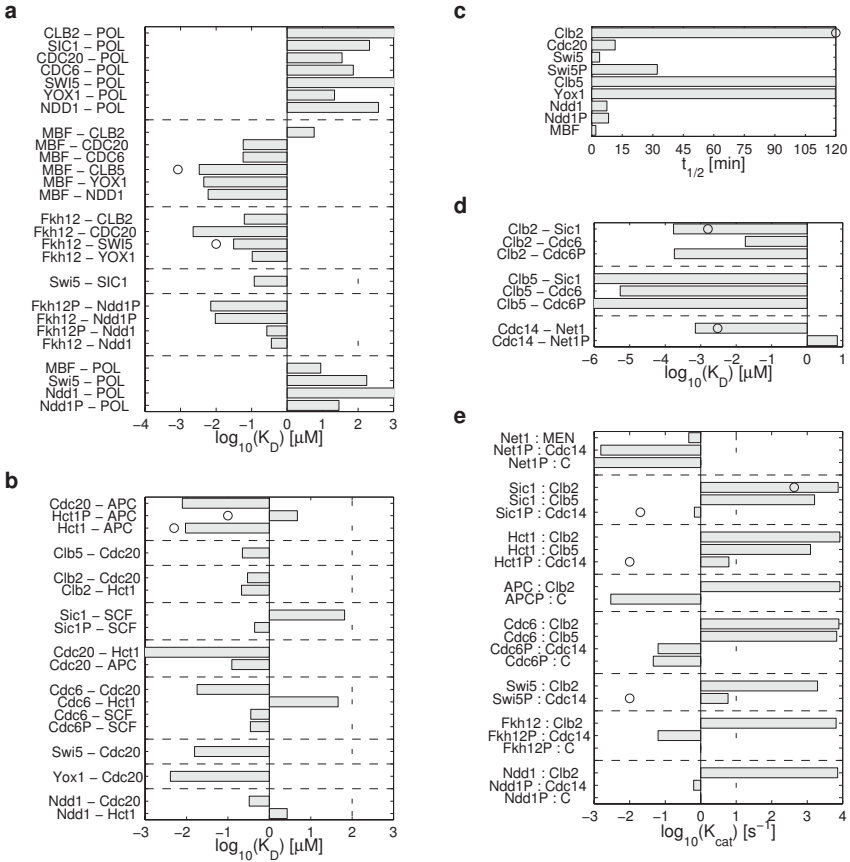 a
CLB2 – POL
SIC1 – POL
CDC20 – POL
CDC6 – POL
SWI5 – POL
YOX1 – POL
NDD1 – POL
MBF – CLB2
MBF – CDC20
MBF – CDC6
MBF – CLB5
MBF – YOX1
MBF – NDD1
Fkh12 – CLB2
Fkh12 – CDC20
Fkh12 – SWI5
Fkh12 – YOX1
Swi5 – SIC1
Fkh12P – Ndd1P
Fkh12 – Ndd1P
Fkh12P – Ndd1
Fkh12 – Ndd1
MBF – POL
Swi5 – POL
Ndd1 – POL
Ndd1P – POL
−4 −3 −2 −1 0 1 2 3
log10(KD) [µM]
b
Cdc20 – APC
Hct1P – APC
Hct1 – APC
Clb5 – Cdc20
Clb2 – Cdc20
Clb2 – Hct1
Sic1 – SCF
Sic1P – SCF
Cdc20 – Hct1
Cdc20 – APC
Cdc6 – Cdc20
Cdc6 – Hct1
Cdc6 – SCF
Cdc6P – SCF
Swi5 – Cdc20
Yox1 – Cdc20
Ndd1 – Cdc20
Ndd1 – Hct1
−3 −2 −1 0 1 2 3
log10(KD) [µM]
c
Clb2
Cdc20
Swi5
Swi5P
Clb5
Yox1
Ndd1
Ndd1P
MBF
0 15 30 45 60 75 90 105 120
t1/2 [min]
d
Clb2 – Sic1
Clb2 – Cdc6
Clb2 – Cdc6P
Clb5 – Sic1
Clb5 – Cdc6
Clb5 – Cdc6P
Cdc14 – Net1
Cdc14 – Net1P
−6 −5 −4 −3 −2 −1 0 1
log10(KD) [µM]
e
Net1 : MEN
Net1P : Cdc14
Net1P : C
Sic1 : Clb2
Sic1 : Clb5
Sic1P : Cdc14
Hct1 : Clb2
Hct1 : Clb5
Hct1P : Cdc14
APC : Clb2
APCP : C
Cdc6 : Clb2
Cdc6 : Clb5
Cdc6P : Cdc14
Cdc6P : C
Swi5 : Clb2
Swi5P : Cdc14
Fkh12 : Clb2
Fkh12P : Cdc14
Fkh12P : C
Ndd1 : Clb2
Ndd1P : Cdc14
Ndd1P : C
−3 −2 −1 0 1 2 3 4
log10(Kcat) [s−1]